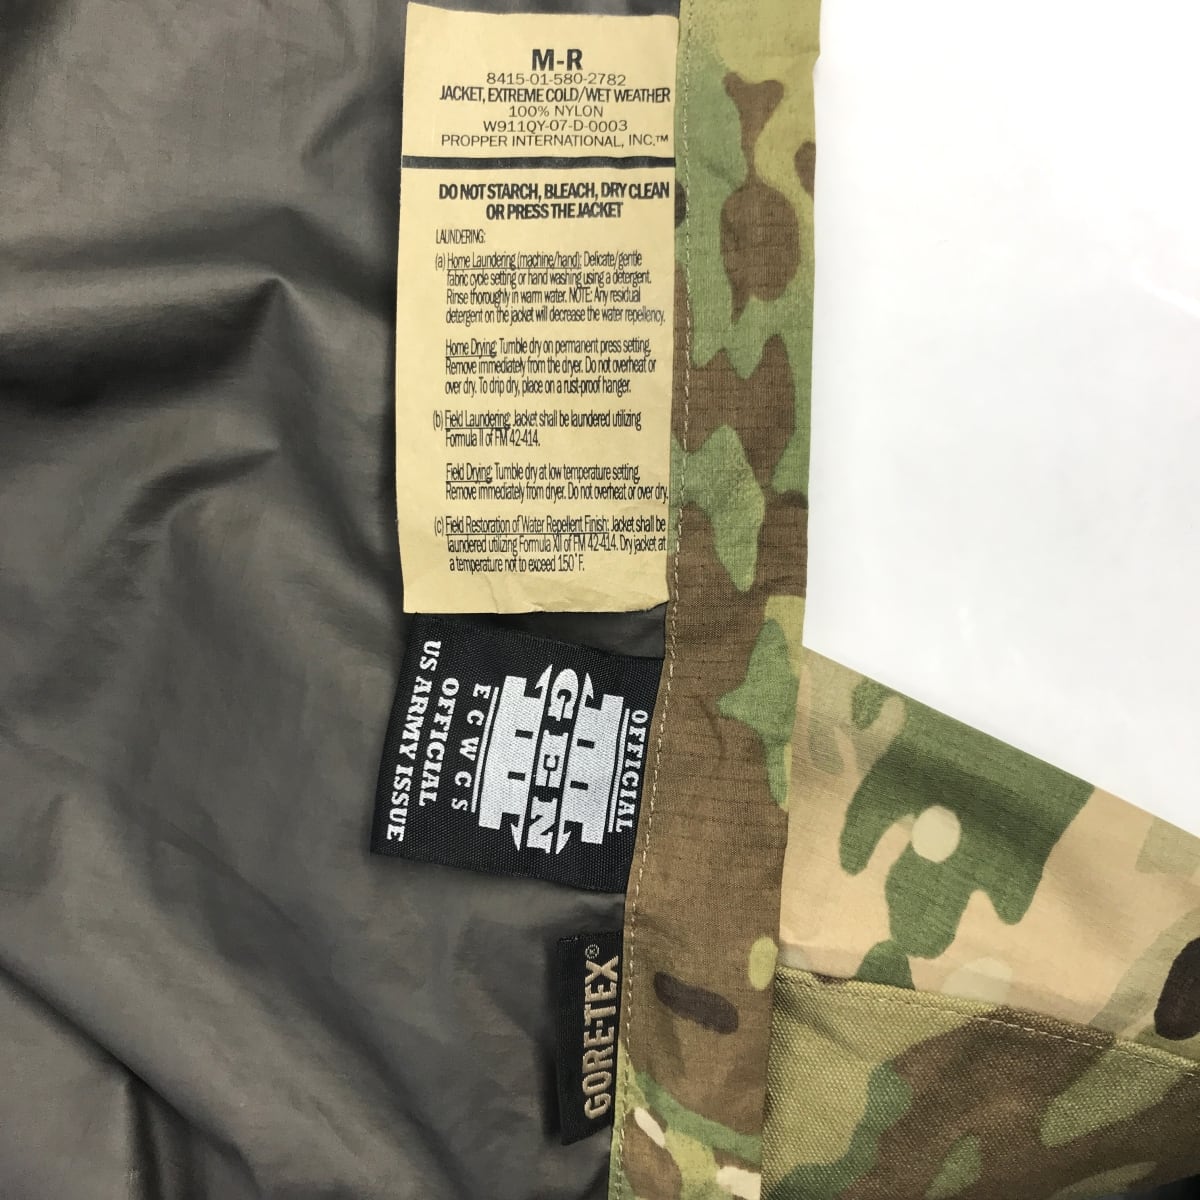 M-R
8415-01-580-2782
JACKET, EXTREME COLD/WET WEATHER
100% NYLON
W911QY-07-D-0003
PROPPER INTERNATIONAL, INC.™
DO NOT STARCH, BLEACH, DRY CLEAN
OR PRESS THE JACKET
LAUNDERING:
(a) Home Laundering (machine/hand): Delicate/gentle
fabric cycle setting or hand washing using a detergent.
Rinse thoroughly in warm water. NOTE: Any residual
detergent on the jacket will decrease the water repellency.
Home Drying: Tumble dry on permanent press setting.
Remove immediately from the dryer. Do not overheat or
over dry. To drip dry, place on a rust-proof hanger.
(b) Field Laundering: Jacket shall be laundered utilizing
Formula II of FM 42-414.
Field Drying: Tumble dry at low temperature setting.
Remove immediately from dryer. Do not overheat or over dry.
(c) Field Restoration of Water Repellent Finish: Jacket shall be
laundered utilizing Formula XII of FM 42-414. Dry jacket at
a temperature not to exceed 150°F.
OFFICIAL
GEN
III
ECWCS
OFFICIAL
US ARMY ISSUE
GORE-TEX®